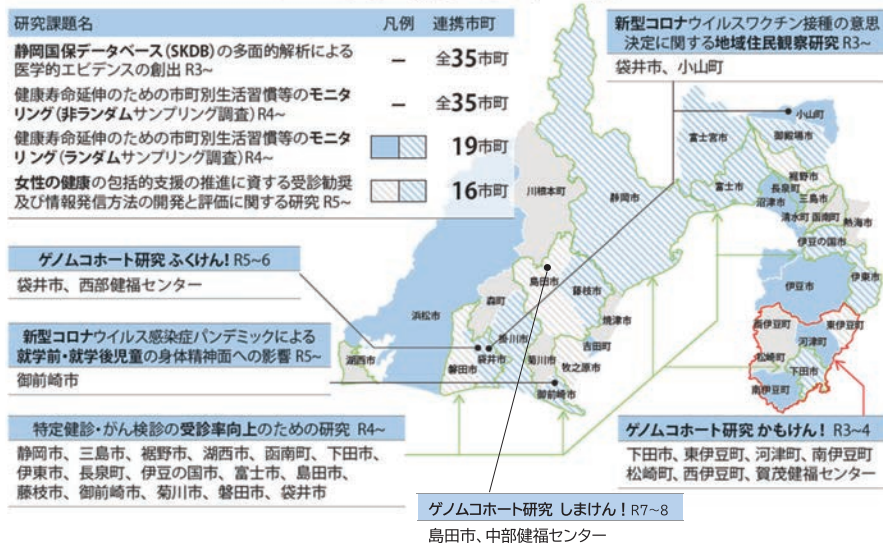 研究課題名 凡例 連携市町
静岡国保データベース(SKDB)の多面的解析による
医学的エビデンスの創出 R3~
– 全35市町
健康寿命延伸のための市町別生活習慣等のモニタ
リング(非ランダムサンプリング調査)R4~
– 全35市町
健康寿命延伸のための市町別生活習慣等のモニタ
リング(ランダムサンプリング調査)R4~
19市町
女性の健康の包括的支援の推進に資する受診勧奨
及び情報発信方法の開発と評価に関する研究 R5~
16市町
新型コロナウイルスワクチン接種の意思
決定に関する地域住民観察研究 R3~
袋井市、小山町
小山町
御殿場市
富士宮市
裾野市
富士市
長泉町
沼津市
三島市
清水町
函南町
熱海市
伊豆の国市
伊東市
伊豆市
西伊豆町
東伊豆町
河津町
松崎町
下田市
南伊豆町
川根本町
静岡市
島田市
藤枝市
焼津市
吉田町
牧之原市
森町
浜松市
掛川市
袋井市
磐田市
菊川市
御前崎市
湖西市
ゲノムコホート研究 ふくけん! R5~6
袋井市、西部健福センター
新型コロナウイルス感染症パンデミックによる
就学前・就学後児童の身体精神面への影響 R5~
御前崎市
特定健診・がん検診の受診率向上のための研究 R4~
静岡市、三島市、裾野市、湖西市、函南町、下田市、
伊東市、長泉町、伊豆の国市、富士市、島田市、
藤枝市、御前崎市、菊川市、磐田市、袋井市
ゲノムコホート研究 かもけん! R3~4
下田市、東伊豆町、河津町、南伊豆町
松崎町、西伊豆町、賀茂健福センター
ゲノムコホート研究 しまけん! R7~8
島田市、中部健福センター